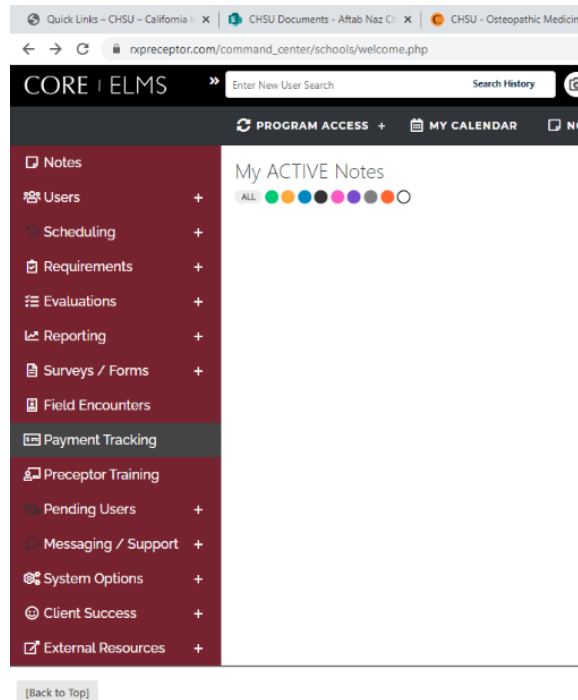 Quick Links – CHSU – California H
CHSU Documents - Aftab Naz Ch
CHSU - Osteopathic Medicin
rxpreceptor.com/command_center/schools/welcome.php
CORE | ELMS
»
Enter New User Search
Search History
PROGRAM ACCESS +
MY CALENDAR
NO
Notes
Users +
Scheduling +
Requirements +
Evaluations +
Reporting +
Surveys / Forms +
Field Encounters
Payment Tracking
Preceptor Training
Pending Users +
Messaging / Support +
System Options +
Client Success +
External Resources +
My ACTIVE Notes
ALL
[Back to Top]